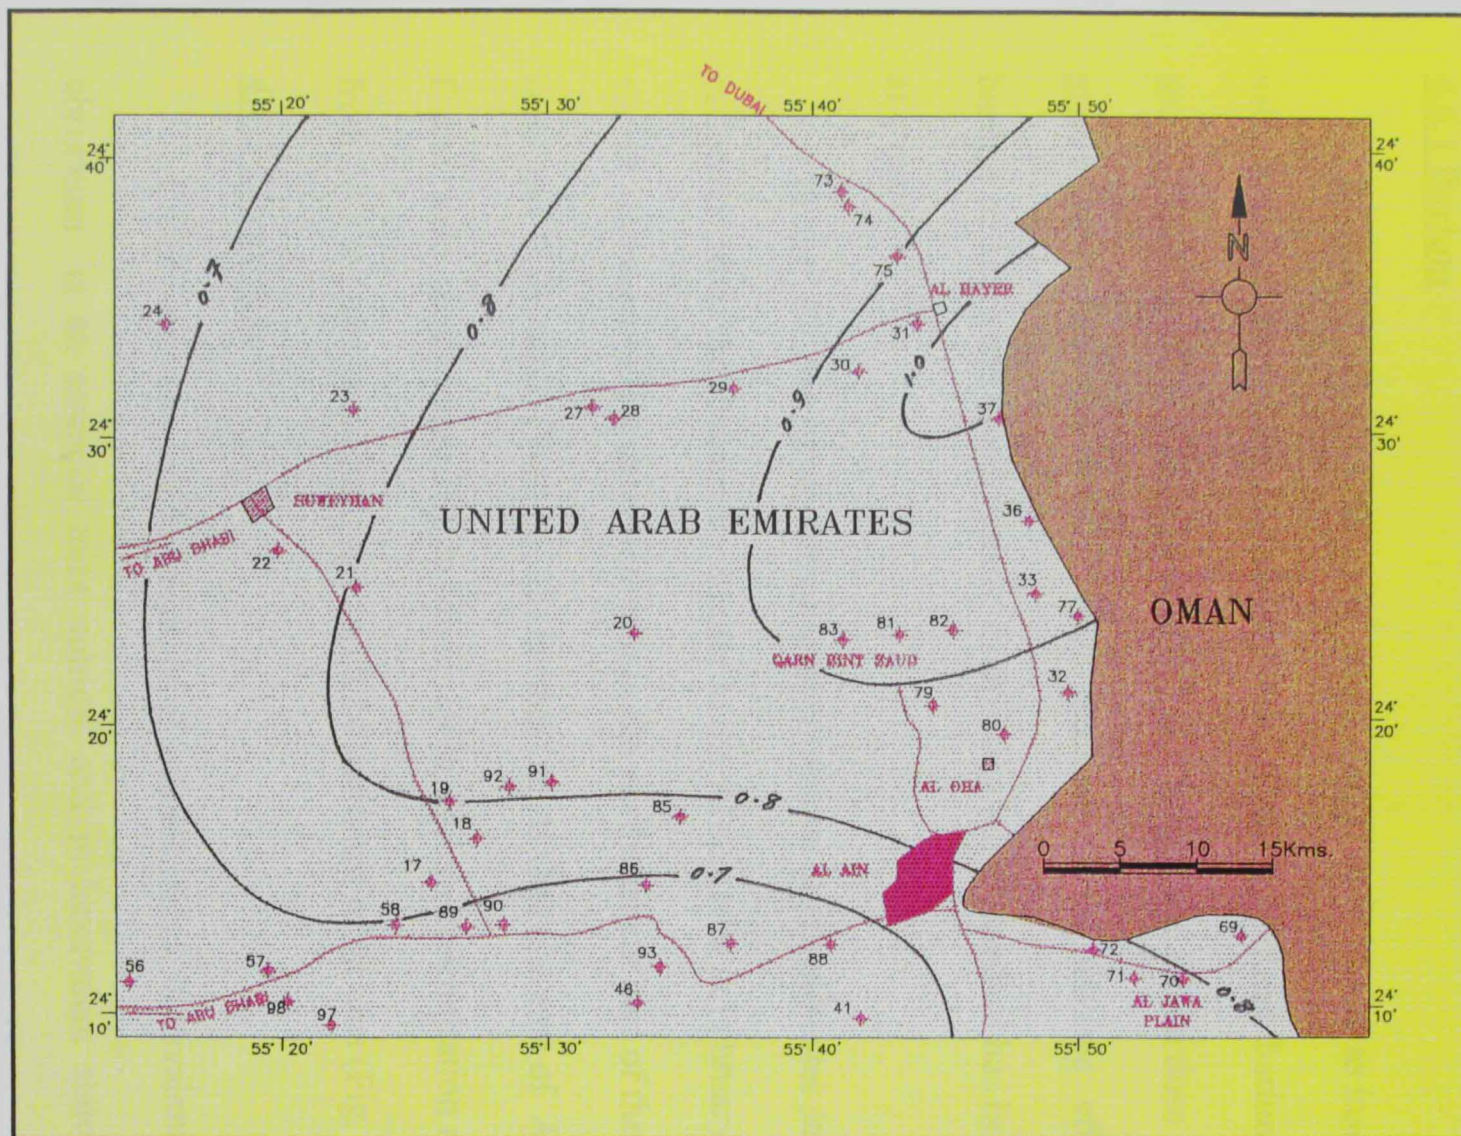 TO DUBAI
55° 20' 55° 30' 55° 40' 55° 50'
24° 40' 24° 40'
73
74
N
0.7
75
0.8
AL HAYER
24
31
30
1.0
29
23
27 28
0.9
37
24° 30' 24° 30'
SUWEYHAN
UNITED ARAB EMIRATES
36
TO ABU DHABI
22
21
33
77
OMAN
20
83 81 82
QARN BINT SAUD
32
79
24° 20' 24° 20'
80
92 91
AL OHA
19
0.8
85
18
0 5 10 15Kms.
17
86
0.7
AL AIN
58 89 90
87
88
69
72
56
57
93
71 70
0.8
98
46
AL JAWA
PLAIN
TO ABU DHABI
97
41
24° 10' 24° 10'
55° 20' 55° 30' 55° 40' 55° 50'